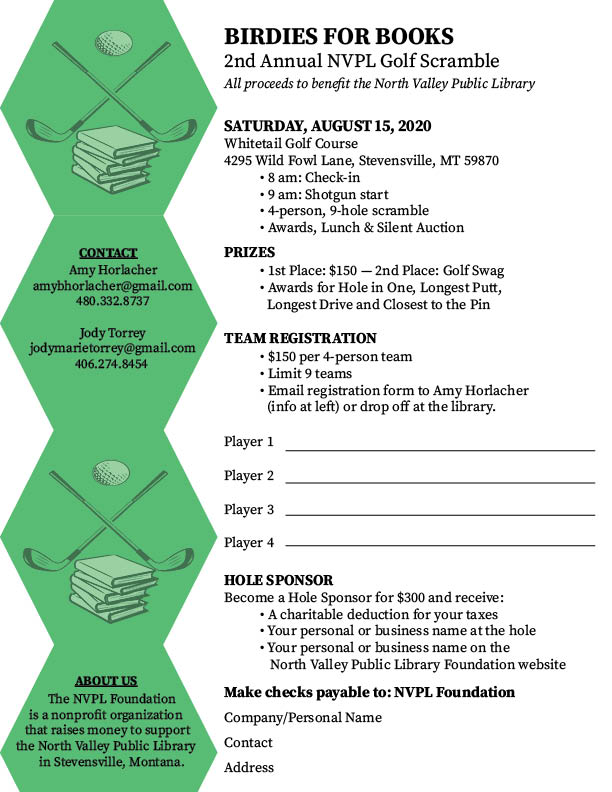 BIRDIES FOR BOOKS
2nd Annual NVPL Golf Scramble
All proceeds to benefit the North Valley Public Library
SATURDAY, AUGUST 15, 2020
Whitetail Golf Course
4295 Wild Fowl Lane, Stevensville, MT 59870
• 8 am: Check-in
• 9 am: Shotgun start
• 4-person, 9-hole scramble
• Awards, Lunch & Silent Auction
PRIZES
• 1st Place: $150 — 2nd Place: Golf Swag
• Awards for Hole in One, Longest Putt,
Longest Drive and Closest to the Pin
TEAM REGISTRATION
• $150 per 4-person team
• Limit 9 teams
• Email registration form to Amy Horlacher
(info at left) or drop off at the library.
Player 1
Player 2
Player 3
Player 4
HOLE SPONSOR
Become a Hole Sponsor for $300 and receive:
• A charitable deduction for your taxes
• Your personal or business name at the hole
• Your personal or business name on the
North Valley Public Library Foundation website
Make checks payable to: NVPL Foundation
Company/Personal Name
Contact
Address
CONTACT
Amy Horlacher
amybhorlacher@gmail.com
480.332.8737
Jody Torrey
jodymarietorrey@gmail.com
406.274.8454
ABOUT US
The NVPL Foundation
is a nonprofit organization
that raises money to support
the North Valley Public Library
in Stevensville, Montana.